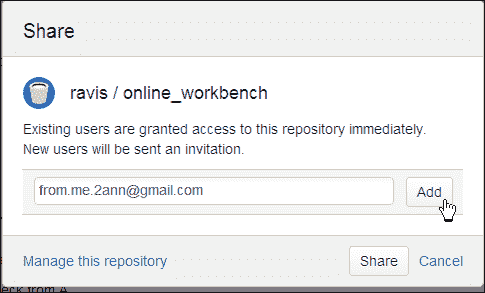 Share
ravis / online_workbench
Existing users are granted access to this repository immediately.
New users will be sent an invitation.
from.me.2ann@gmail.com Add
Manage this repository Share Cancel
eck from A